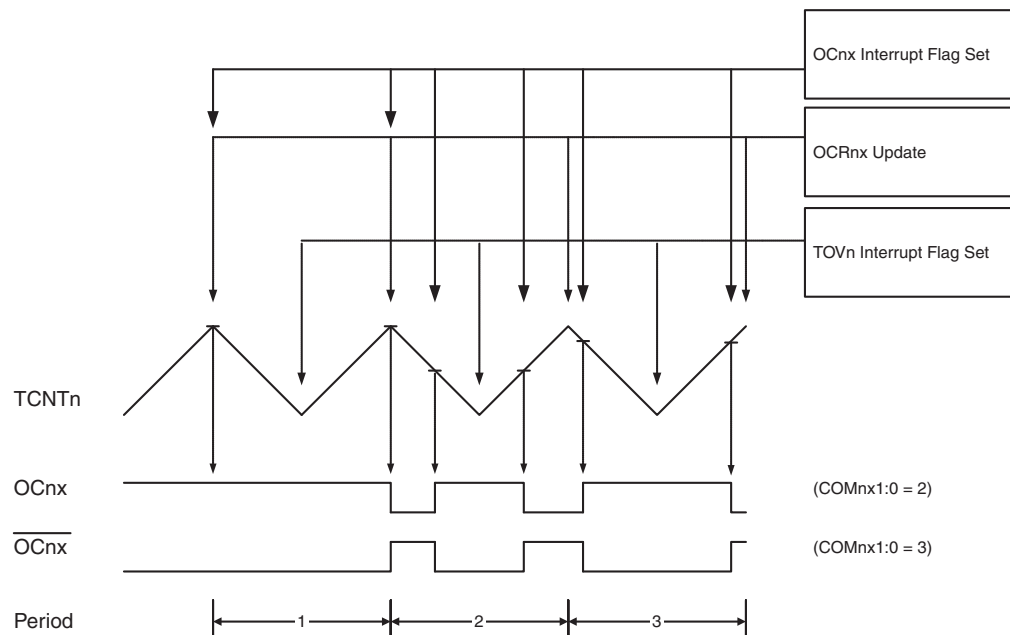 OCnx Interrupt Flag Set
OCRnx Update
TOVn Interrupt Flag Set
TCNTn
OCnx (COMnx1:0 = 2)
OCnx (COMnx1:0 = 3)
Period 1 2 3